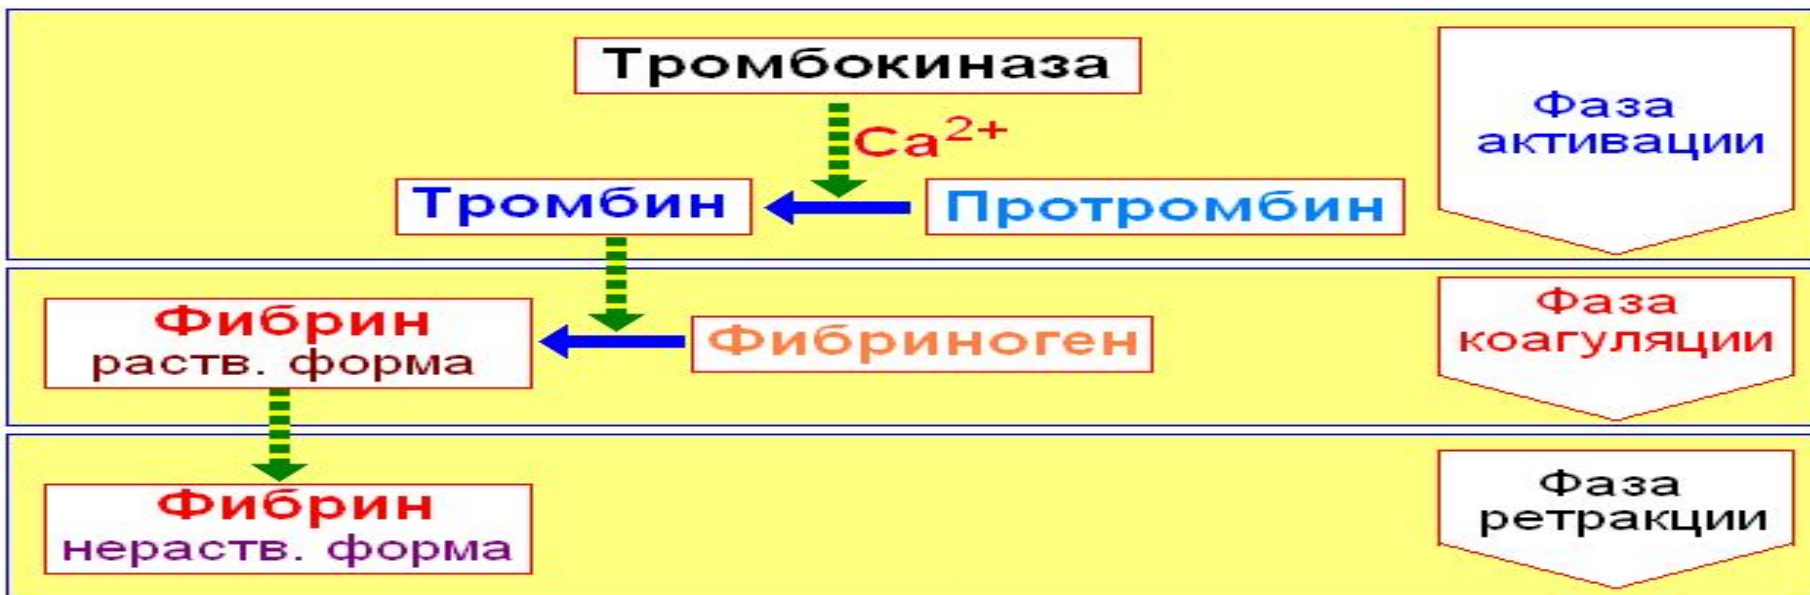 Тромбокиназа
Фаза
активации
Ca²⁺
Тромбин
Протромбин
Фибрин
раств. форма
Фибриноген
Фаза
коагуляции
Фибрин
нераств. форма
Фаза
ретракции